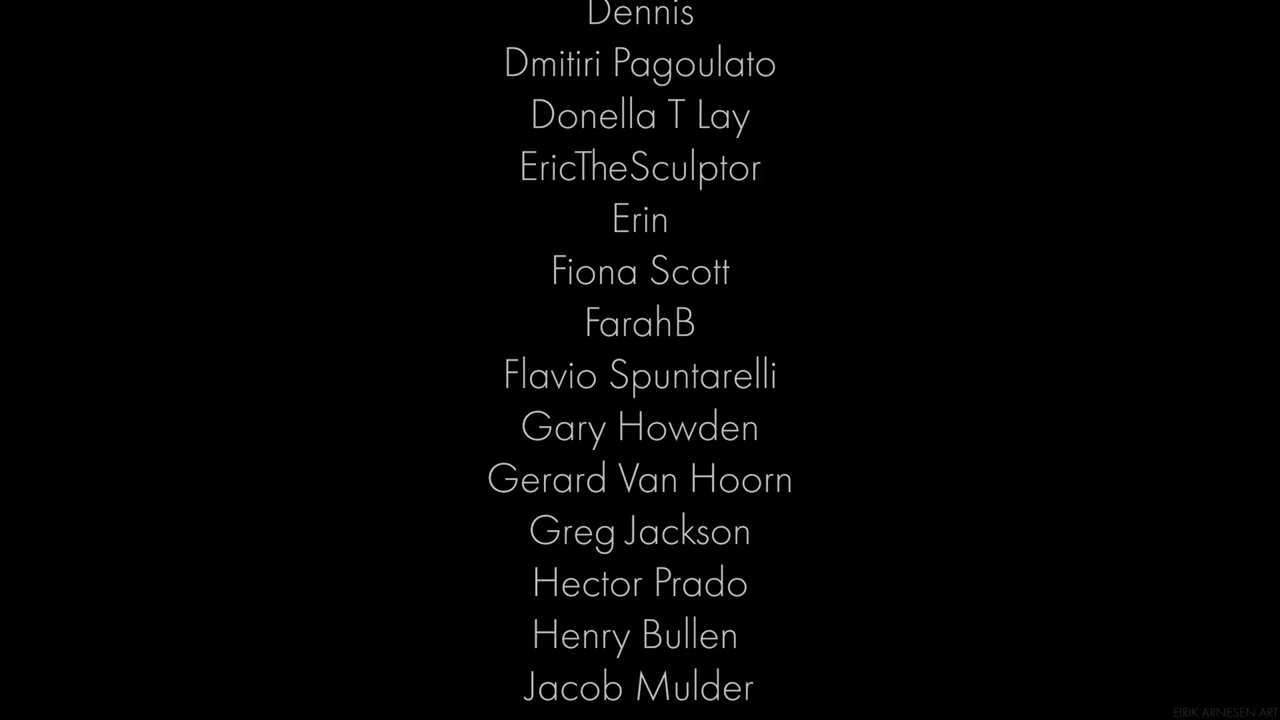 Dennis
Dmitiri Pagoulato
Donella T Lay
EricTheSculptor
Erin
Fiona Scott
FarahB
Flavio Spuntarelli
Gary Howden
Gerard Van Hoorn
Greg Jackson
Hector Prado
Henry Bullen
Jacob Mulder
EIRIK ARNESEN ART